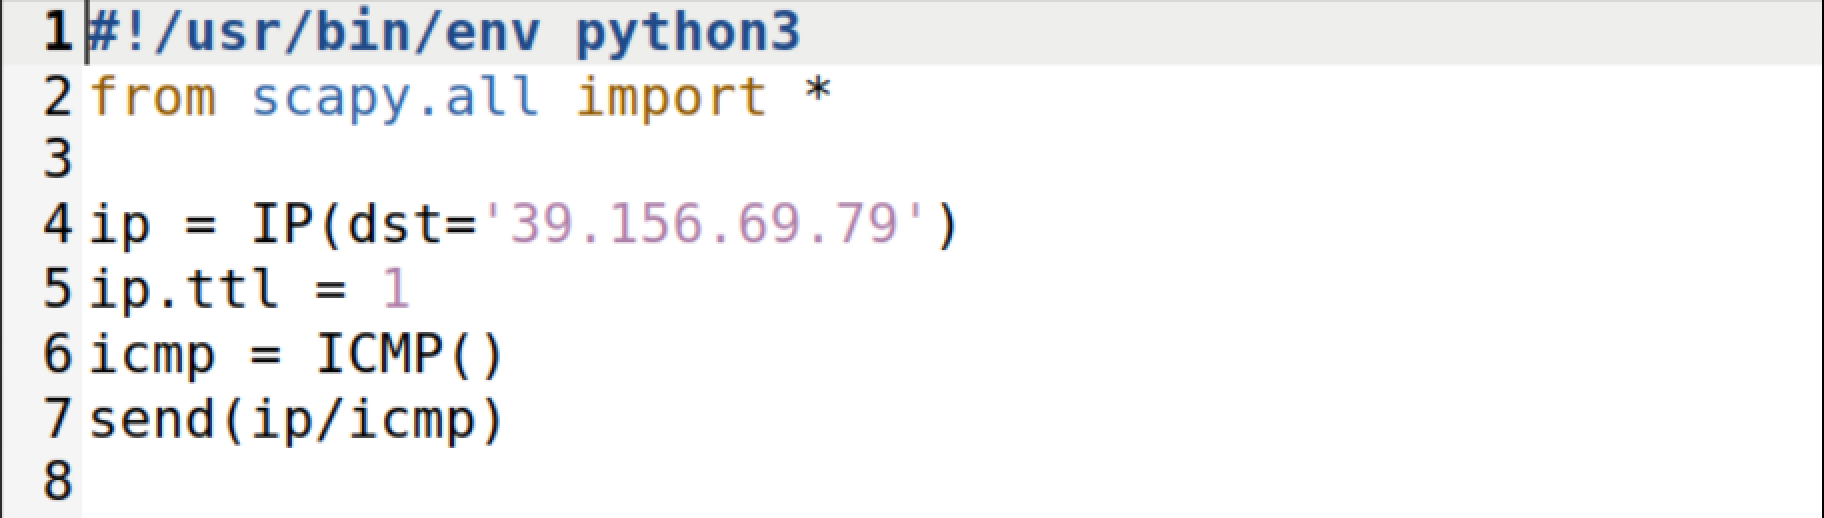 1 #!/usr/bin/env python3
2 from scapy.all import *
3
4 ip = IP(dst='39.156.69.79')
5 ip.ttl = 1
6 icmp = ICMP()
7 send(ip/icmp)
8